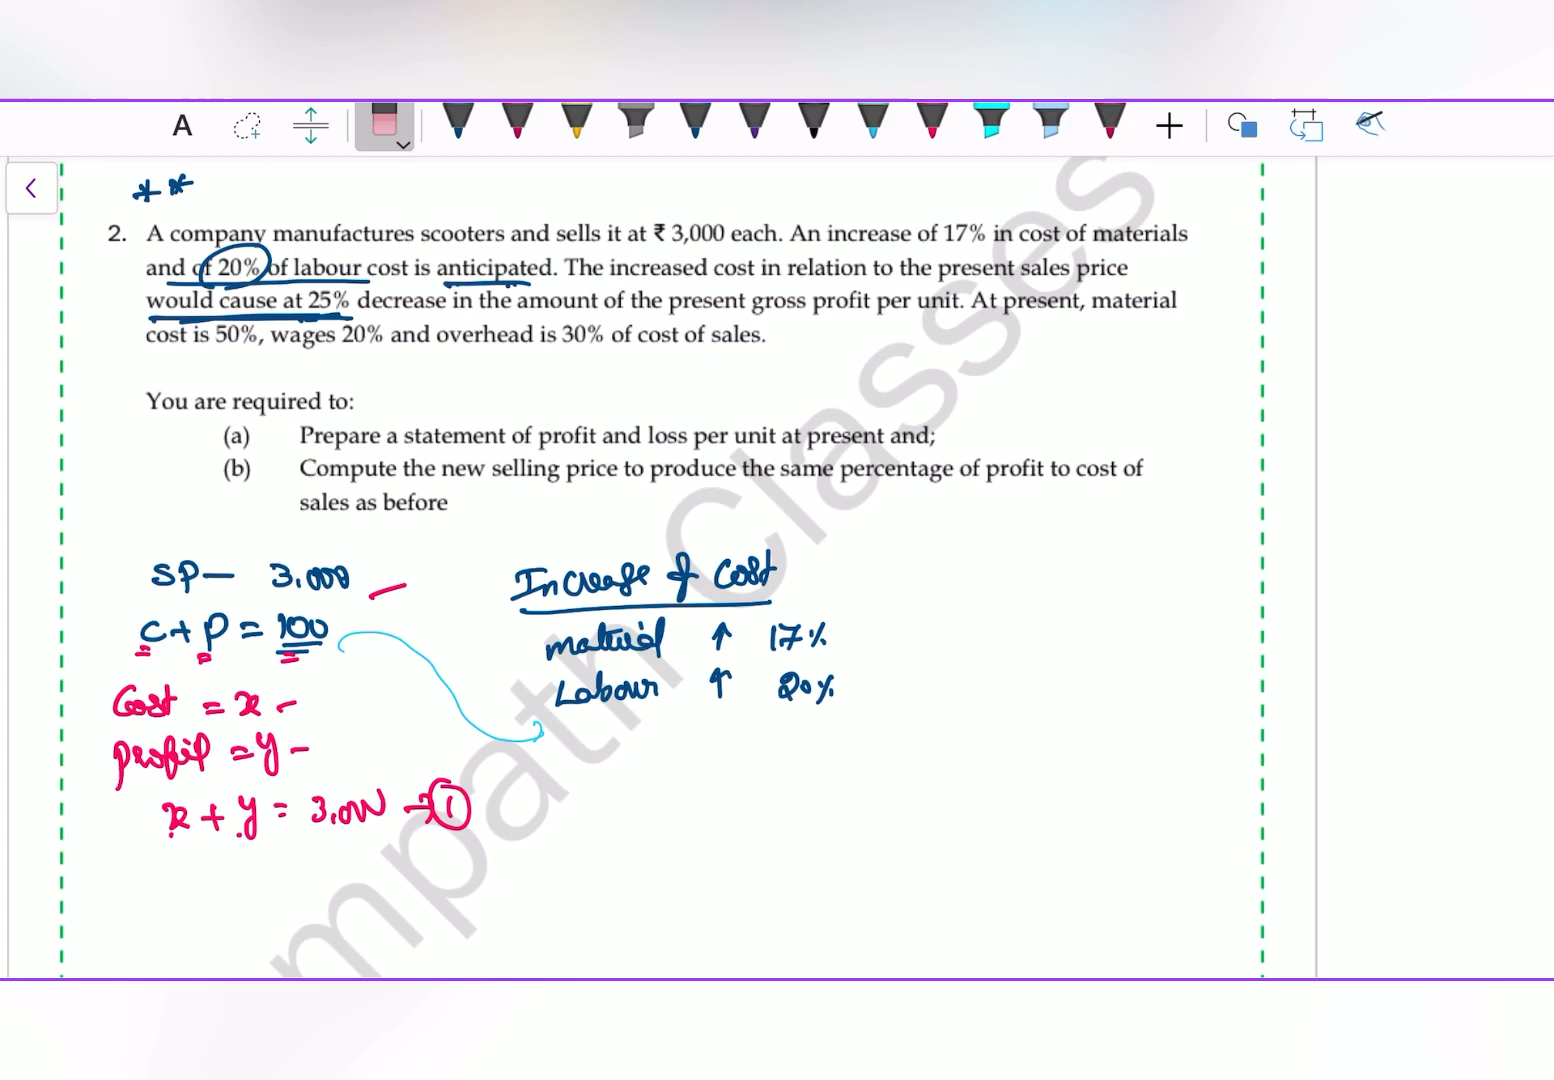 A
**
2. A company manufactures scooters and sells it at ₹ 3,000 each. An increase of 17% in cost of materials
and of 20% of labour cost is anticipated. The increased cost in relation to the present sales price
would cause at 25% decrease in the amount of the present gross profit per unit. At present, material
cost is 50%, wages 20% and overhead is 30% of cost of sales.
You are required to:
(a) Prepare a statement of profit and loss per unit at present and;
(b) Compute the new selling price to produce the same percentage of profit to cost of
sales as before
SP— 3,000
C+P = 100
Cost = x -
Profit = y -
x + y = 3,000 → ①
Increase of Cost
Material ↑ 17%
Labour ↑ 20%
mpath Classes